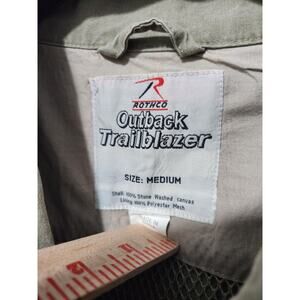 ROTHCO
Outback
Trailblazer
SIZE: MEDIUM
Shell: 100% Stone Washed canvas
Lining: 100% Polyester Mesh